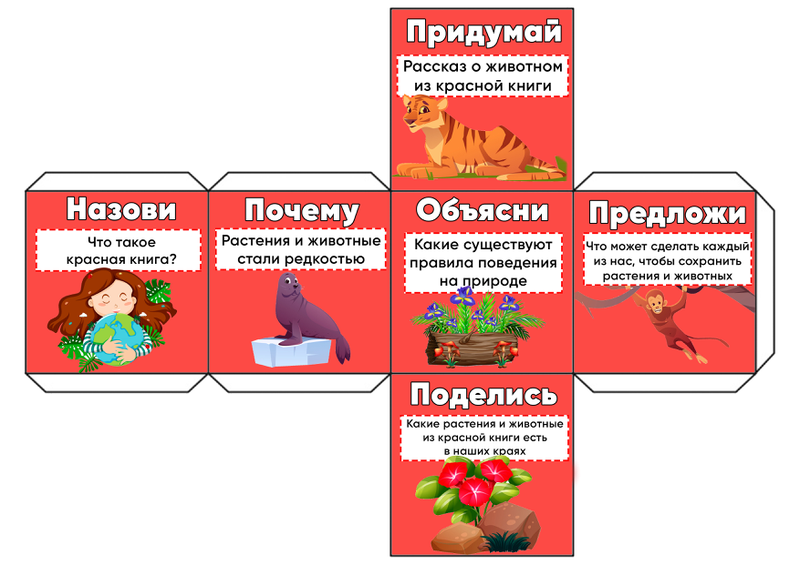 Придумай
Рассказ о животном
из красной книги
Назови
Что такое
красная книга?
Почему
Растения и животные
стали редкостью
Объясни
Какие существуют
правила поведения
на природе
Предложи
Что может сделать каждый
из нас, чтобы сохранить
растения и животных
Поделись
Какие растения и животные
из красной книги есть
в наших краях